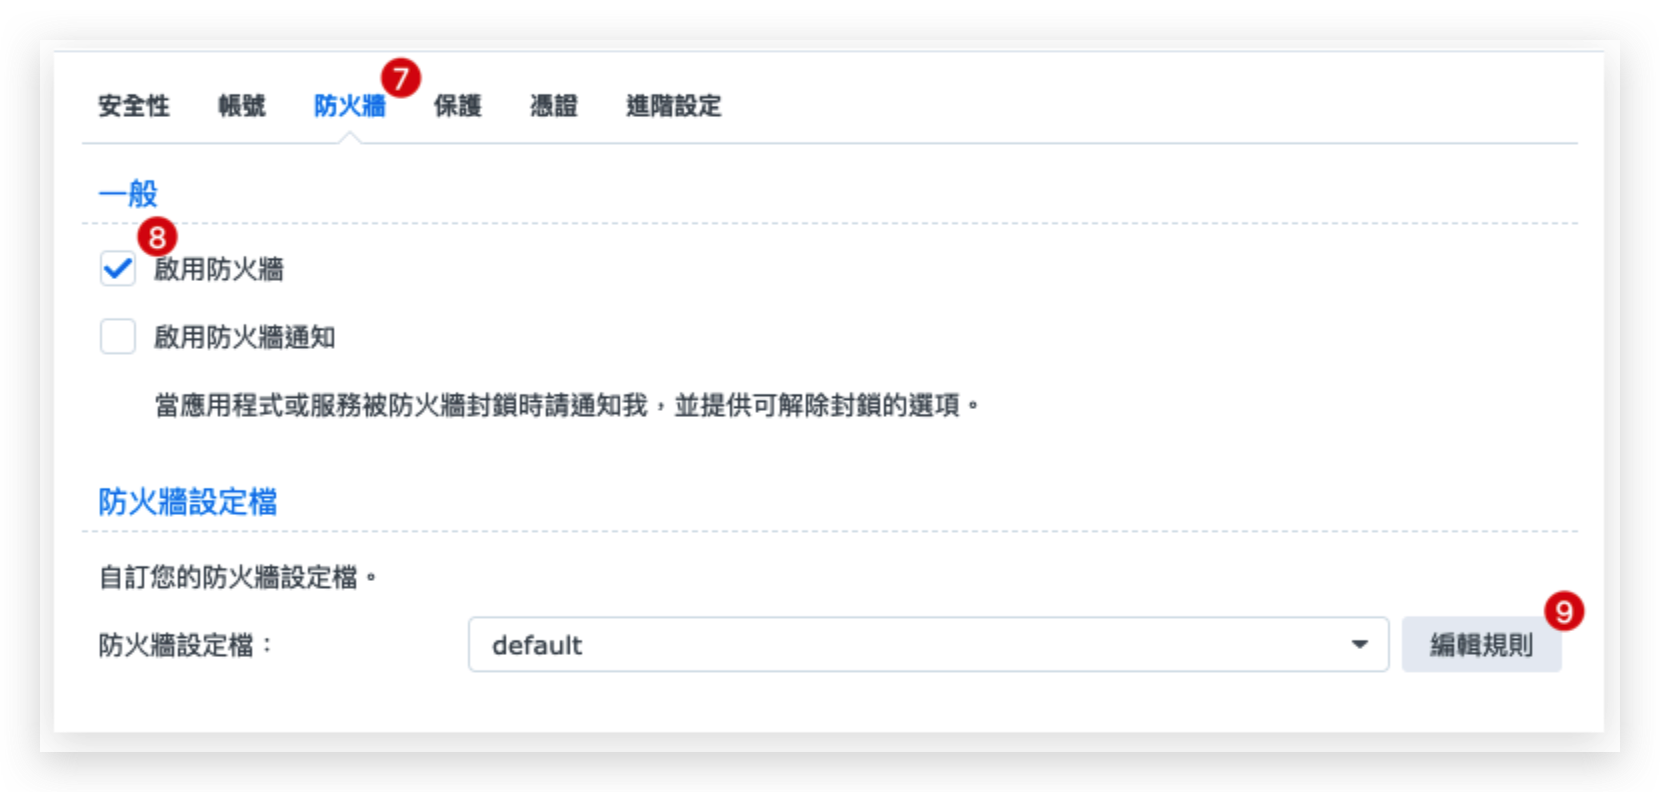 7
安全性 帳號 防火牆 保護 憑證 進階設定
一般
8
啟用防火牆
啟用防火牆通知
當應用程式或服務被防火牆封鎖時請通知我，並提供可解除封鎖的選項。
防火牆設定檔
自訂您的防火牆設定檔。
9
防火牆設定檔： default 編輯規則